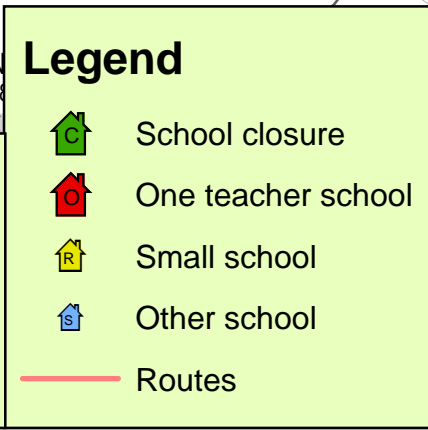 Legend
C School closure
O One teacher school
R Small school
S Other school
Routes